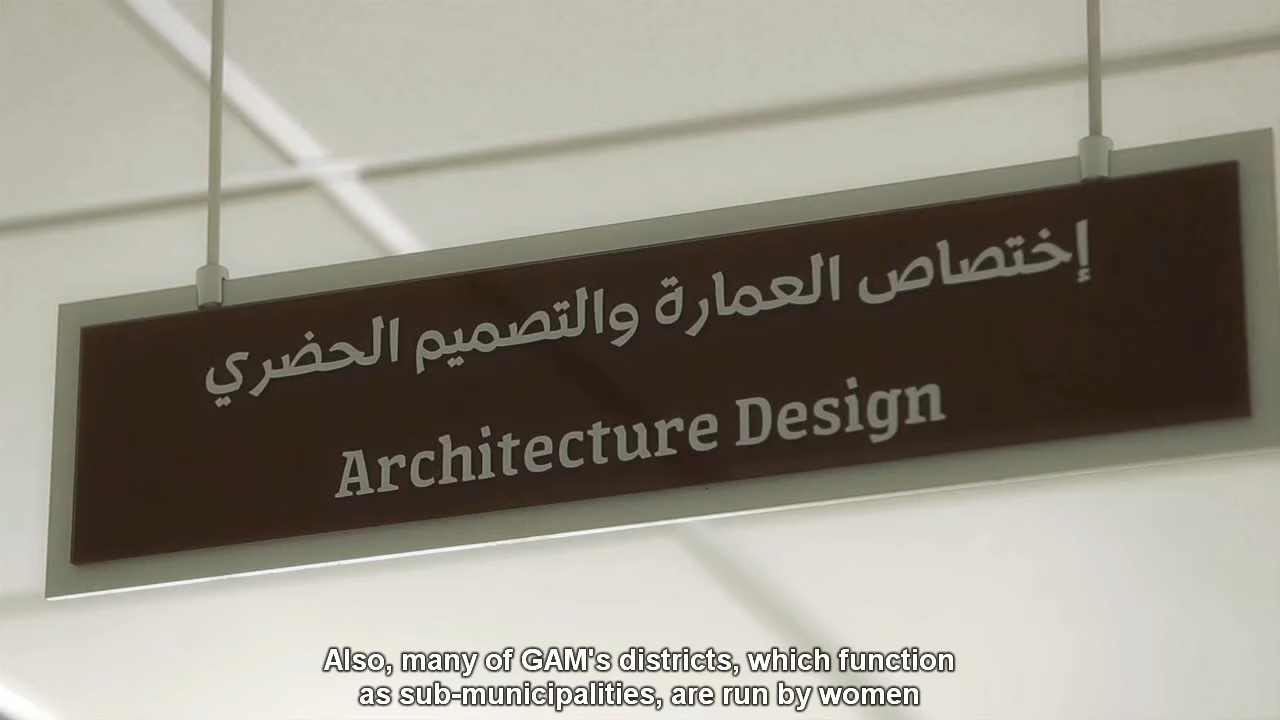 إختصاص العمارة والتصميم الحضري
Architecture Design
Also, many of GAM's districts, which function
as sub-municipalities, are run by women